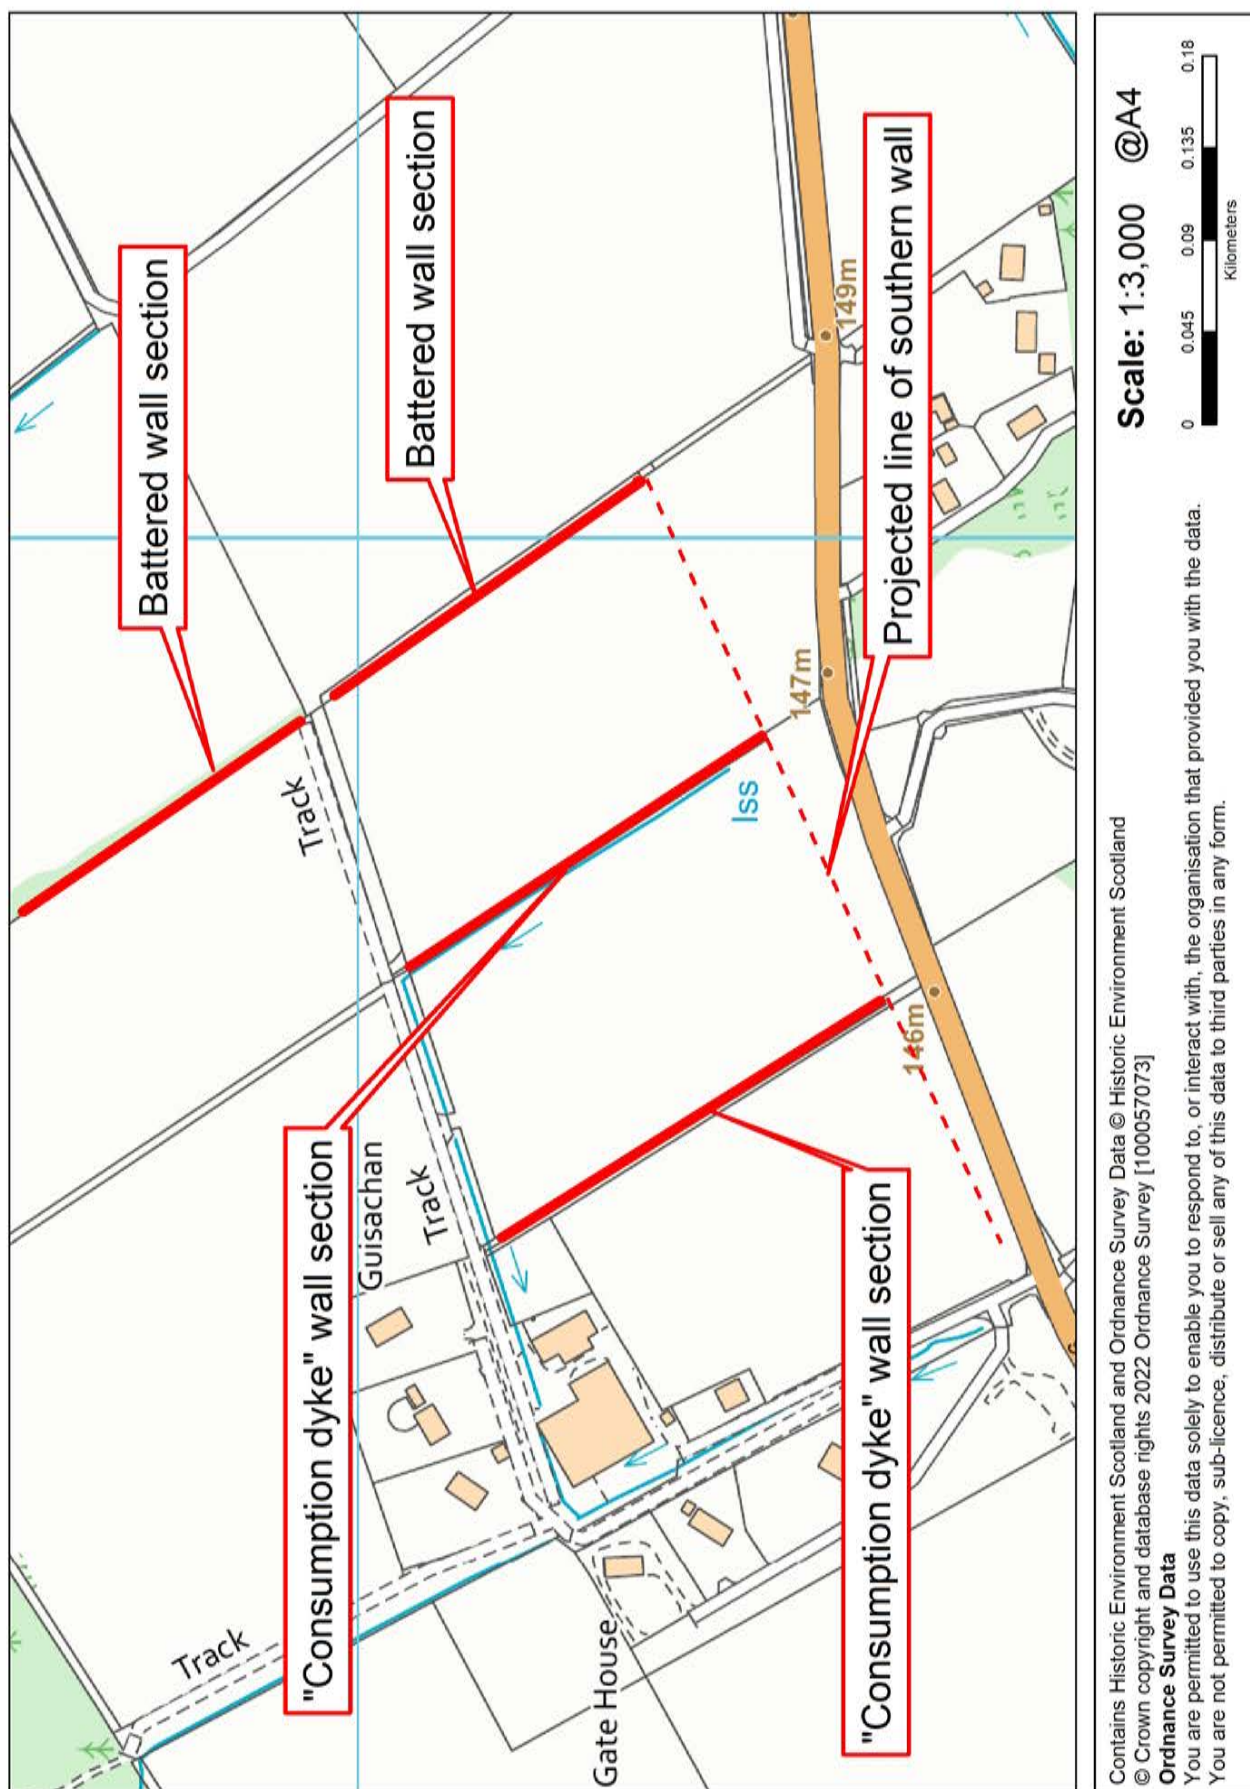 Battered wall section
Battered wall section
Track
"Consumption dyke" wall section
Guisachan
Track
Track
Iss
147m
149m
Projected line of southern wall
146m
"Consumption dyke" wall section
Gate House
Contains Historic Environment Scotland and Ordnance Survey Data © Historic Environment Scotland
© Crown copyright and database rights 2022 Ordnance Survey [100057073]
Ordnance Survey Data
You are permitted to use this data solely to enable you to respond to, or interact with, the organisation that provided you with the data.
You are not permitted to copy, sub-licence, distribute or sell any of this data to third parties in any form.
Scale: 1:3,000 @A4
0 0.045 0.09 0.135 0.18
Kilometers